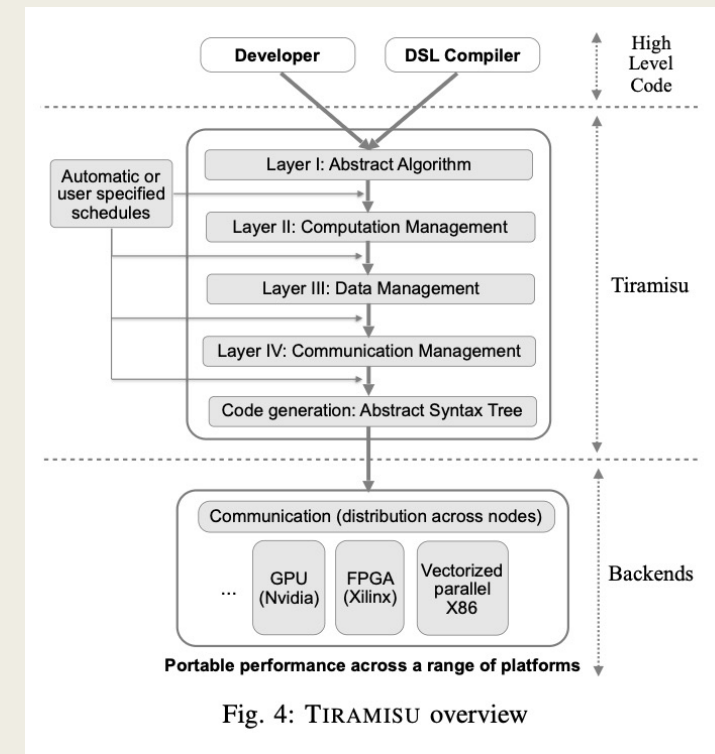 Developer
DSL Compiler
High
Level
Code
Automatic or
user specified
schedules
Layer I: Abstract Algorithm
Layer II: Computation Management
Layer III: Data Management
Layer IV: Communication Management
Code generation: Abstract Syntax Tree
Tiramisu
Communication (distribution across nodes)
...
GPU
(Nvidia)
FPGA
(Xilinx)
Vectorized
parallel
X86
Backends
Portable performance across a range of platforms
Fig. 4: TIRAMISU overview